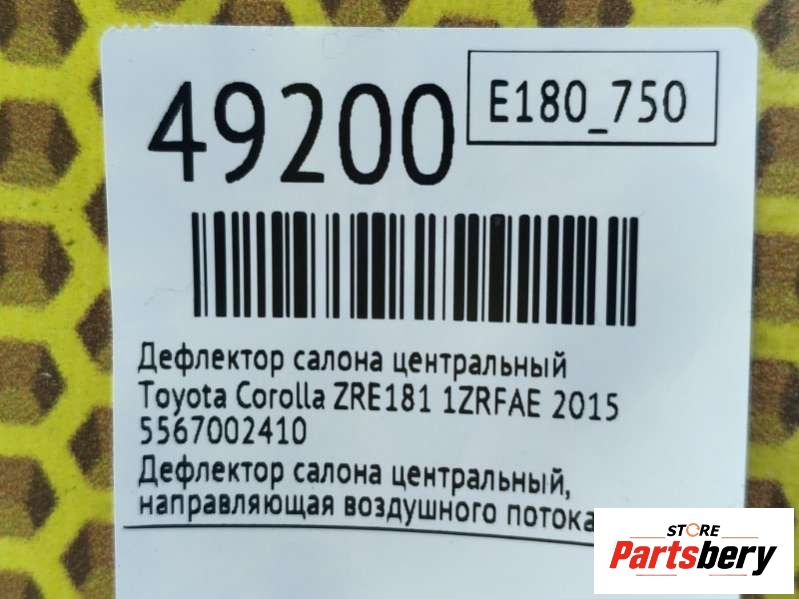 49200
E180_750
Дефлектор салона центральный
Toyota Corolla ZRE181 1ZRFAE 2015
5567002410
Дефлектор салона центральный,
направляющая воздушного потока
STORE
Partsbery